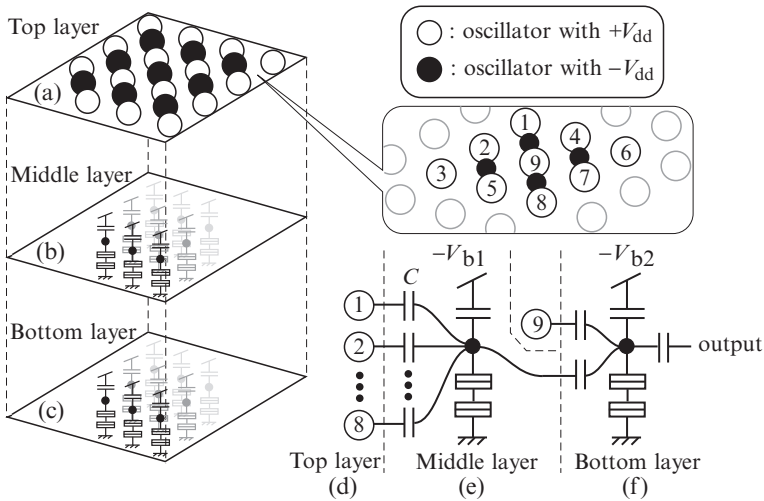 Top layer
(a)
Middle layer
(b)
Bottom layer
(c)
: oscillator with +Vdd
: oscillator with −Vdd
1
2
4
3
9
6
5
7
8
−Vb1
−Vb2
C
1
9
2
output
8
Top layer
Middle layer
Bottom layer
(d)
(e)
(f)